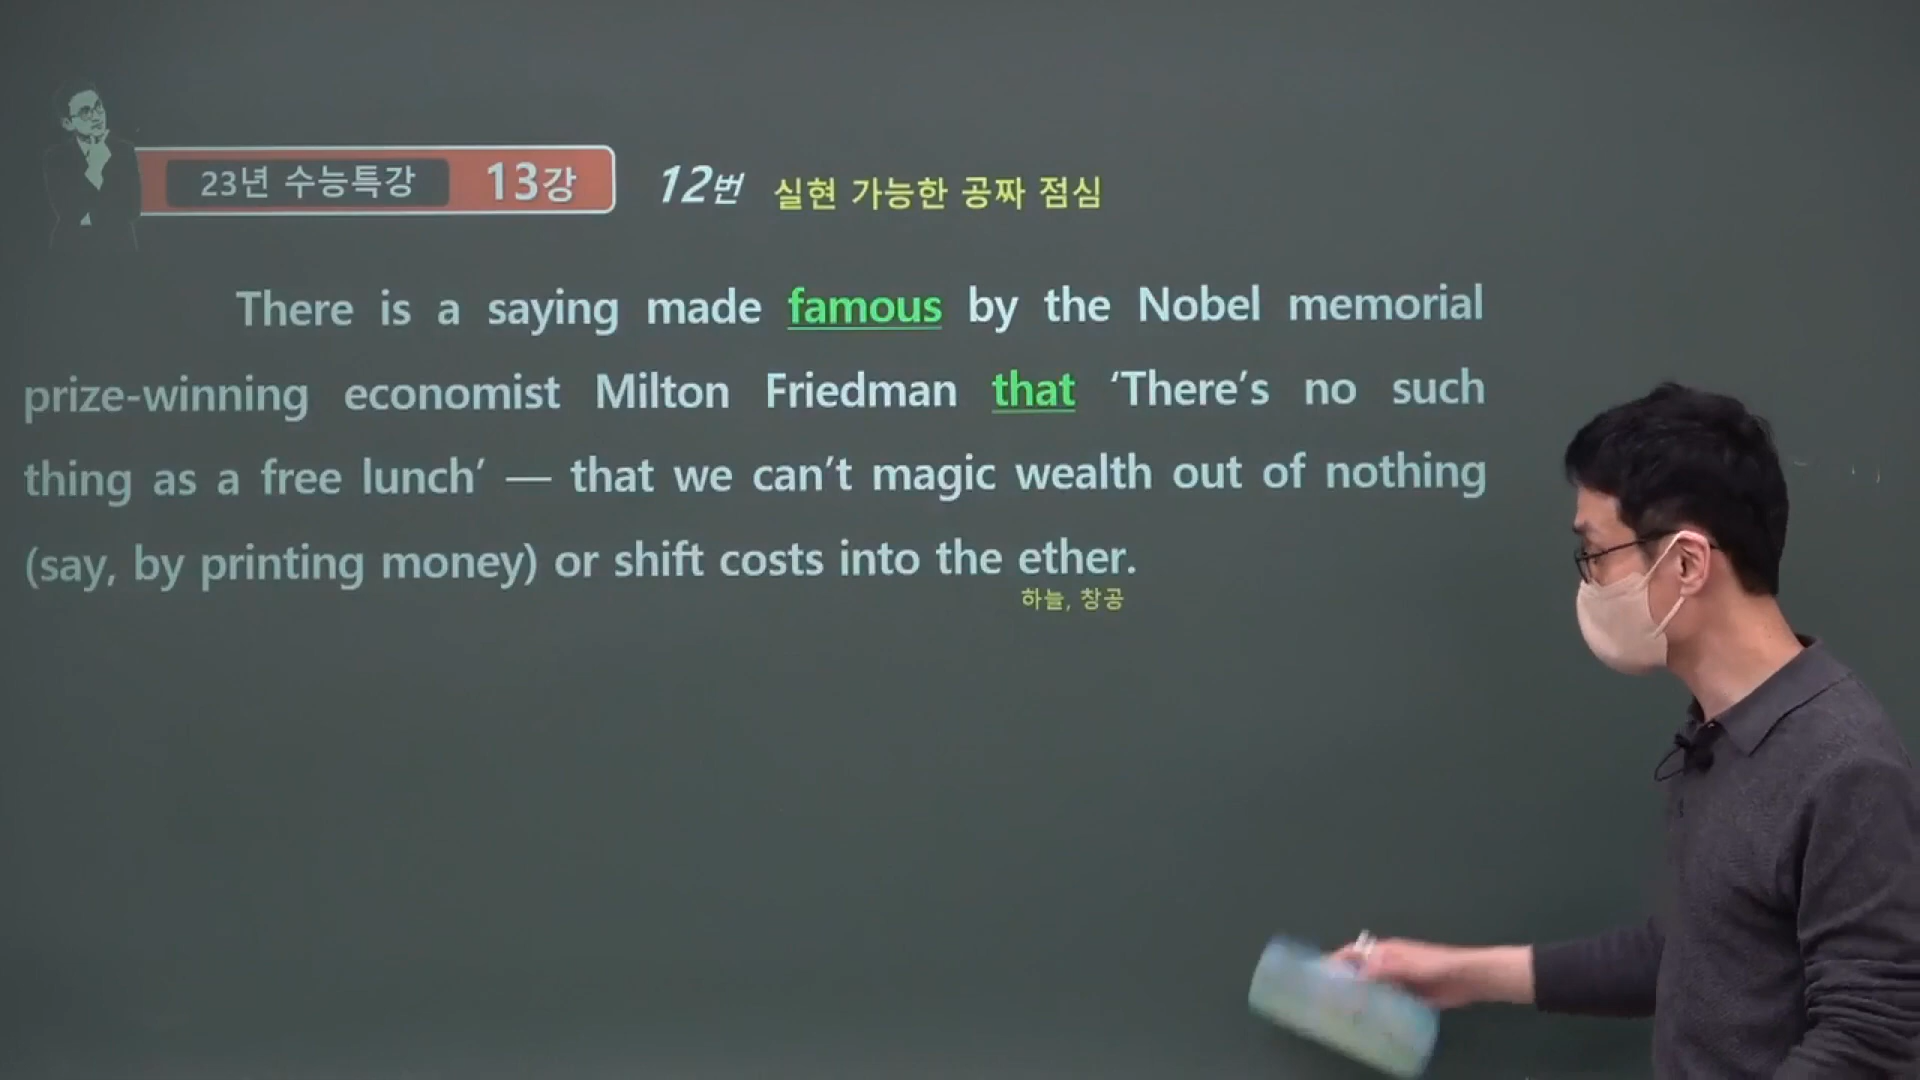 23년 수능특강 13강 12번 실현 가능한 공짜 점심
There is a saying made famous by the Nobel memorial
prize-winning economist Milton Friedman that ‘There’s no such
thing as a free lunch’ — that we can’t magic wealth out of nothing
(say, by printing money) or shift costs into the ether.
하늘, 창공